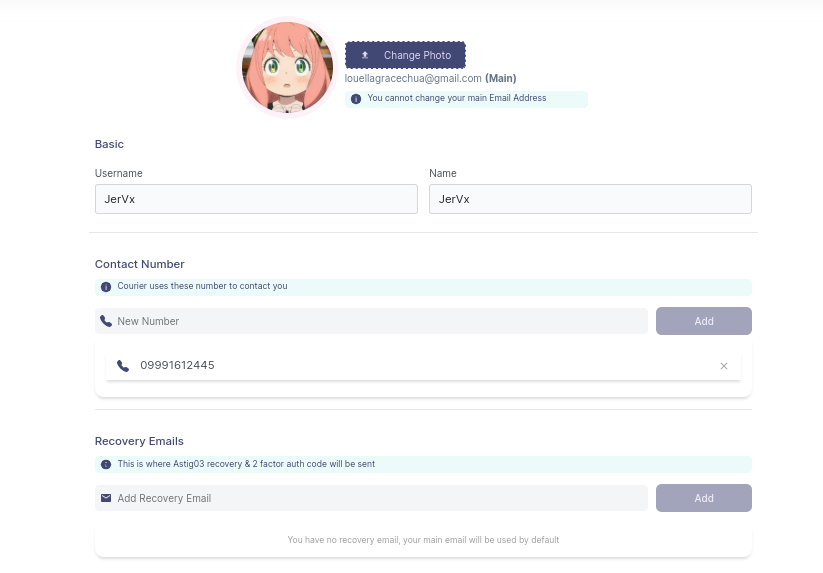 Change Photo
louellagracechua@gmail.com (Main)
You cannot change your main Email Address
Basic
Username
Name
JerVx
JerVx
Contact Number
Courier uses these number to contact you
New Number
Add
09991612445
Recovery Emails
This is where Astig03 recovery & 2 factor auth code will be sent
Add Recovery Email
Add
You have no recovery email, your main email will be used by default